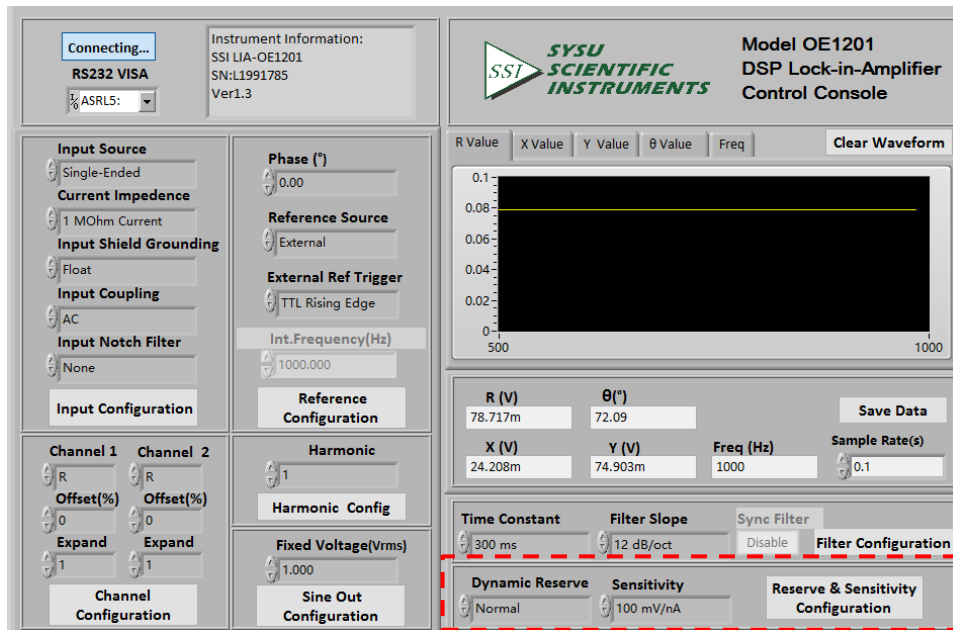 Connecting...
RS232 VISA
I/O ASRL5:
Instrument Information:
SSI LIA-OE1201
SN:L1991785
Ver1.3
SSI
SYSU
SCIENTIFIC
INSTRUMENTS
Model OE1201
DSP Lock-in-Amplifier
Control Console
Input Source
Single-Ended
Current Impedence
1 MOhm Current
Input Shield Grounding
Float
Input Coupling
AC
Input Notch Filter
None
Input Configuration
Phase (°)
0.00
Reference Source
External
External Ref Trigger
TTL Rising Edge
Int.Frequency(Hz)
1000.000
Reference
Configuration
R Value X Value Y Value θ Value Freq Clear Waveform
0.1
0.08
0.06
0.04
0.02
0
500 1000
R (V) θ(°)
78.717m 72.09
Save Data
X (V) Y (V) Freq (Hz) Sample Rate(s)
24.208m 74.903m 1000 0.1
Channel 1 Channel 2
R R
Offset(%) Offset(%)
0 0
Expand Expand
1 1
Channel
Configuration
Harmonic
1
Harmonic Config
Fixed Voltage(Vrms)
1.000
Sine Out
Configuration
Time Constant Filter Slope Sync Filter
300 ms 12 dB/oct Disable Filter Configuration
Dynamic Reserve Sensitivity
Normal 100 mV/nA
Reserve & Sensitivity
Configuration